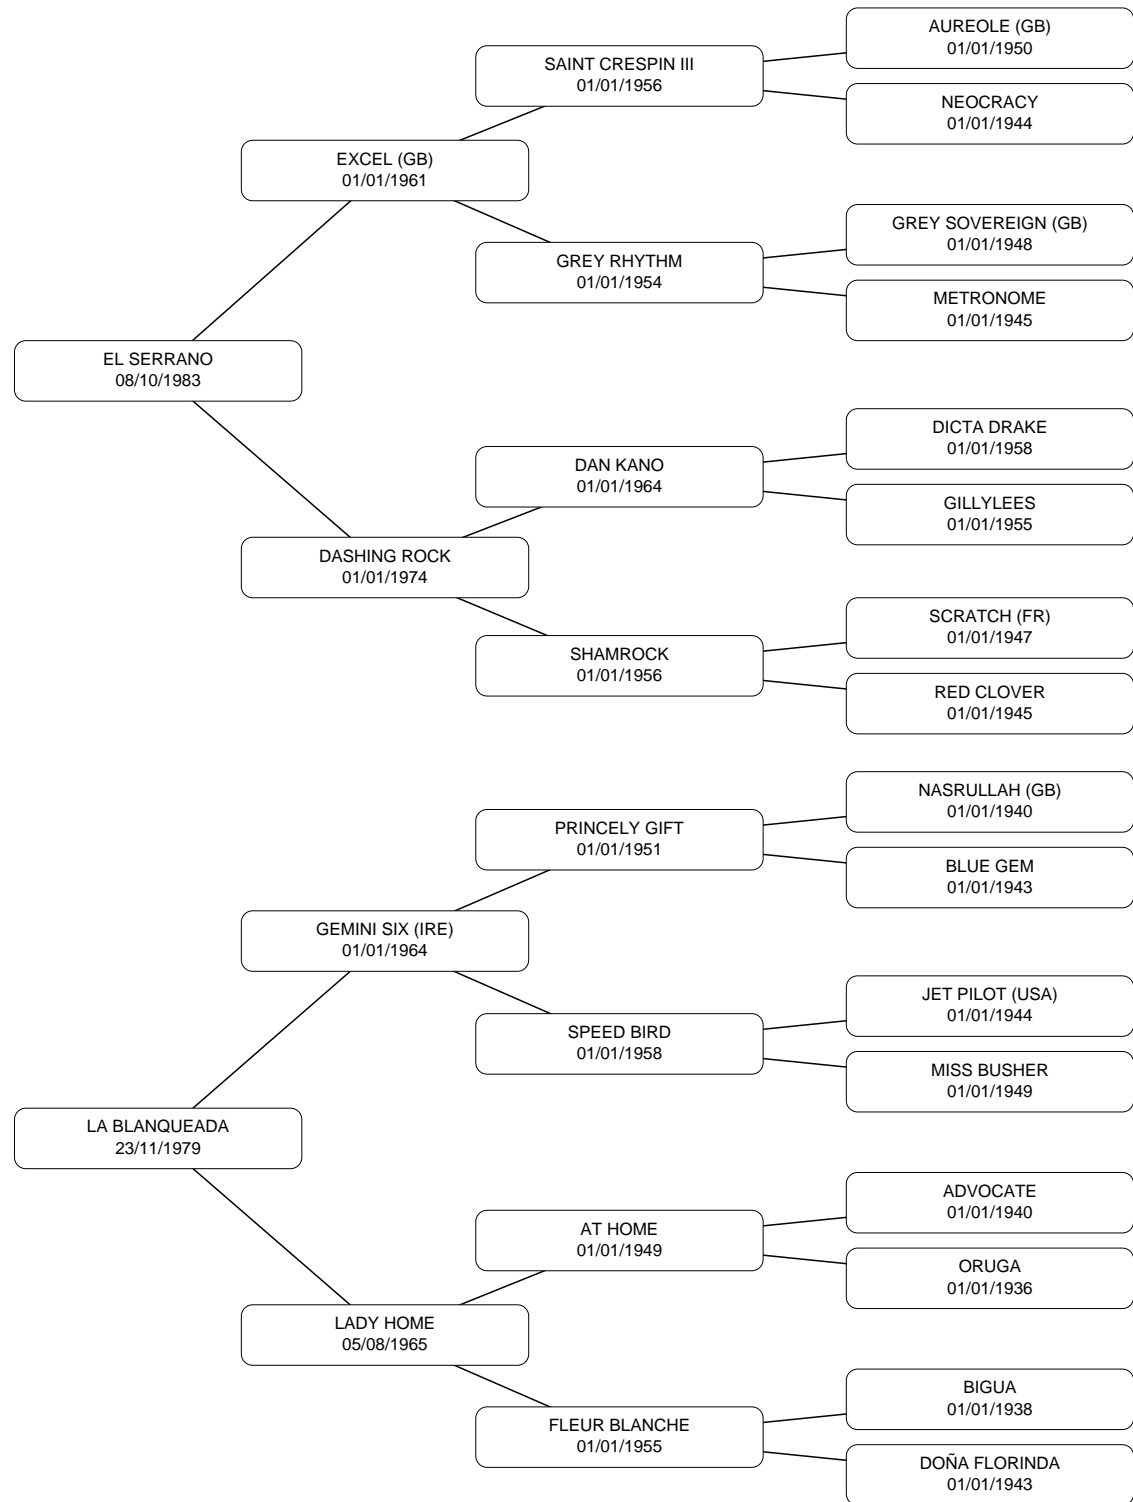 AUREOLE (GB)
01/01/1950
SAINT CRESPIN III
01/01/1956
NEOCRACY
01/01/1944
EXCEL (GB)
01/01/1961
GREY SOVEREIGN (GB)
01/01/1948
GREY RHYTHM
01/01/1954
METRONOME
01/01/1945
EL SERRANO
08/10/1983
DICTA DRAKE
01/01/1958
DAN KANO
01/01/1964
GILLYLEES
01/01/1955
DASHING ROCK
01/01/1974
SCRATCH (FR)
01/01/1947
SHAMROCK
01/01/1956
RED CLOVER
01/01/1945
NASRULLAH (GB)
01/01/1940
PRINCELY GIFT
01/01/1951
BLUE GEM
01/01/1943
GEMINI SIX (IRE)
01/01/1964
JET PILOT (USA)
01/01/1944
SPEED BIRD
01/01/1958
MISS BUSHER
01/01/1949
LA BLANQUEADA
23/11/1979
ADVOCATE
01/01/1940
AT HOME
01/01/1949
ORUGA
01/01/1936
LADY HOME
05/08/1965
BIGUA
01/01/1938
FLEUR BLANCHE
01/01/1955
DOÑA FLORINDA
01/01/1943